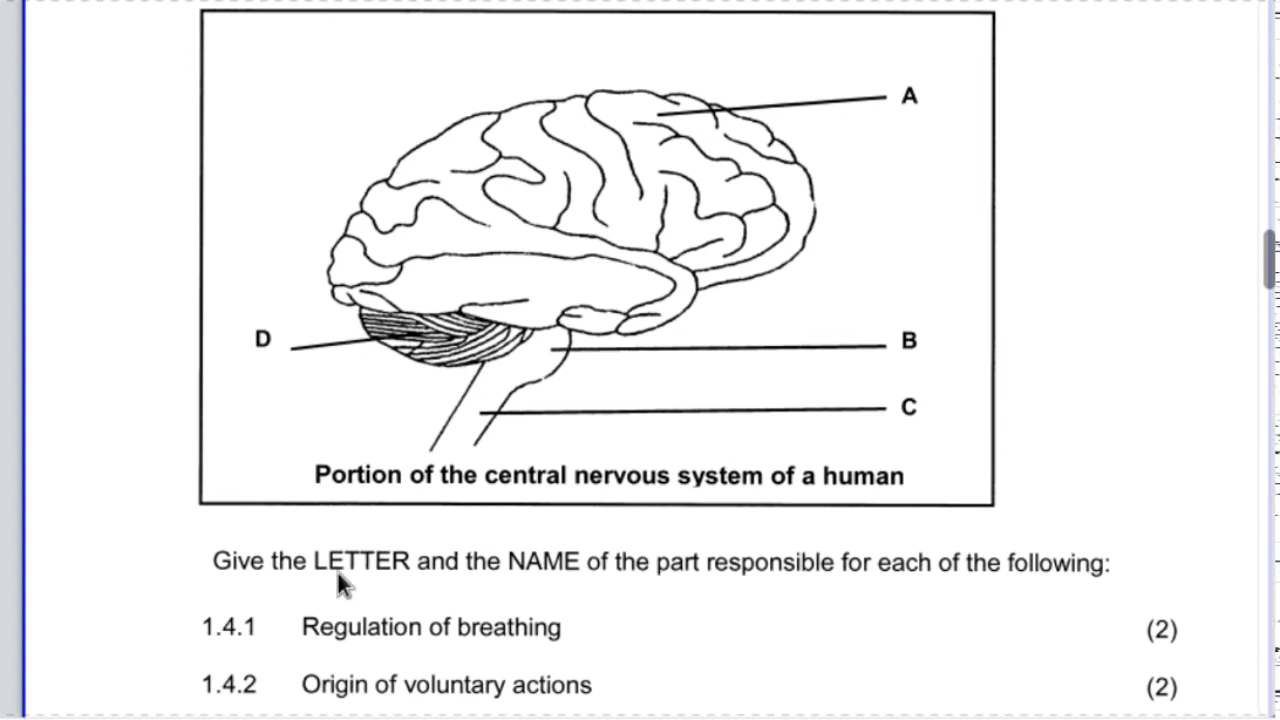 A
D
B
C
Portion of the central nervous system of a human
Give the LETTER and the NAME of the part responsible for each of the following:
1.4.1 Regulation of breathing (2)
1.4.2 Origin of voluntary actions (2)